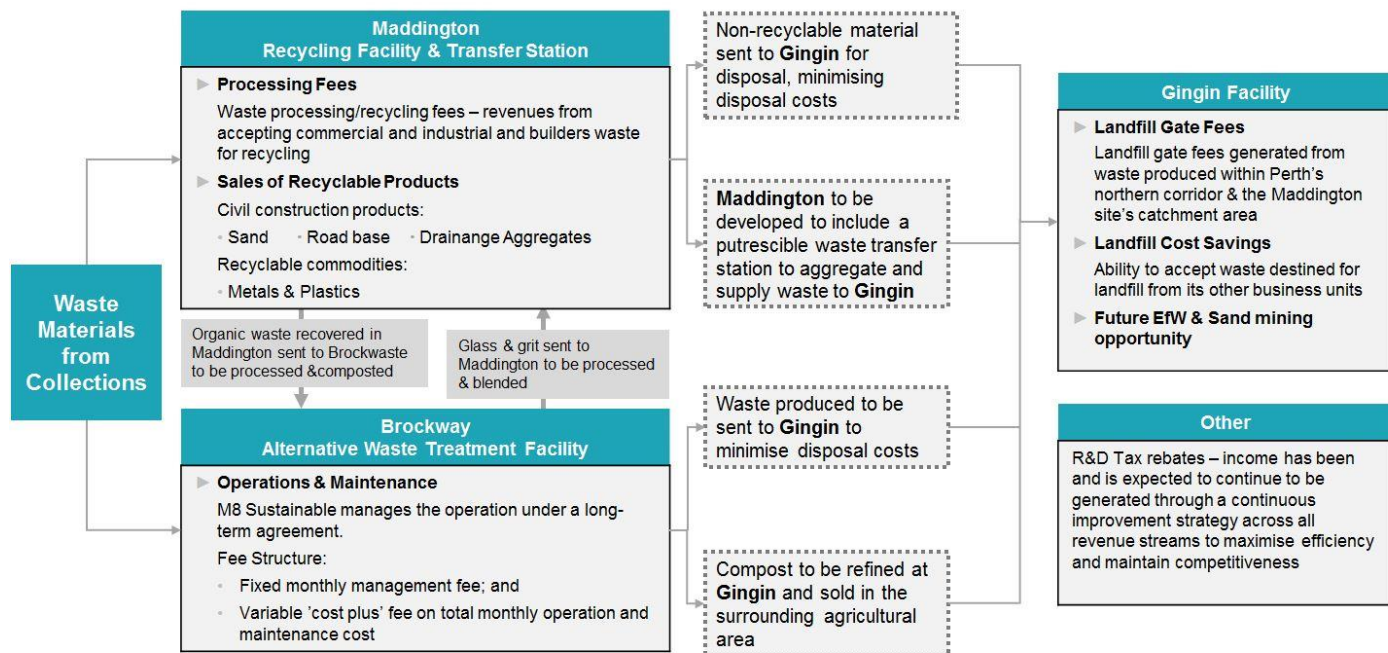 Waste
Materials
from
Collections
Maddington
Recycling Facility & Transfer Station
Processing Fees
Waste processing/recycling fees – revenues from
accepting commercial and industrial and builders waste
for recycling
Sales of Recyclable Products
Civil construction products:
· Sand · Road base · Drainange Aggregates
Recyclable commodities:
· Metals & Plastics
Organic waste recovered in
Maddington sent to Brockwaste
to be processed &composted
Glass & grit sent to
Maddington to be processed
& blended
Brockway
Alternative Waste Treatment Facility
Operations & Maintenance
M8 Sustainable manages the operation under a long-
term agreement.
Fee Structure:
· Fixed monthly management fee; and
· Variable 'cost plus' fee on total monthly operation and
maintenance cost
Non-recyclable material
sent to Gingin for
disposal, minimising
disposal costs
Maddington to be
developed to include a
putrescible waste transfer
station to aggregate and
supply waste to Gingin
Waste produced to be
sent to Gingin to
minimise disposal costs
Compost to be refined at
Gingin and sold in the
surrounding agricultural
area
Gingin Facility
Landfill Gate Fees
Landfill gate fees generated from
waste produced within Perth's
northern corridor & the Maddington
site's catchment area
Landfill Cost Savings
Ability to accept waste destined for
landfill from its other business units
Future EfW & Sand mining
opportunity
Other
R&D Tax rebates – income has been
and is expected to continue to be
generated through a continuous
improvement strategy across all
revenue streams to maximise efficiency
and maintain competitiveness